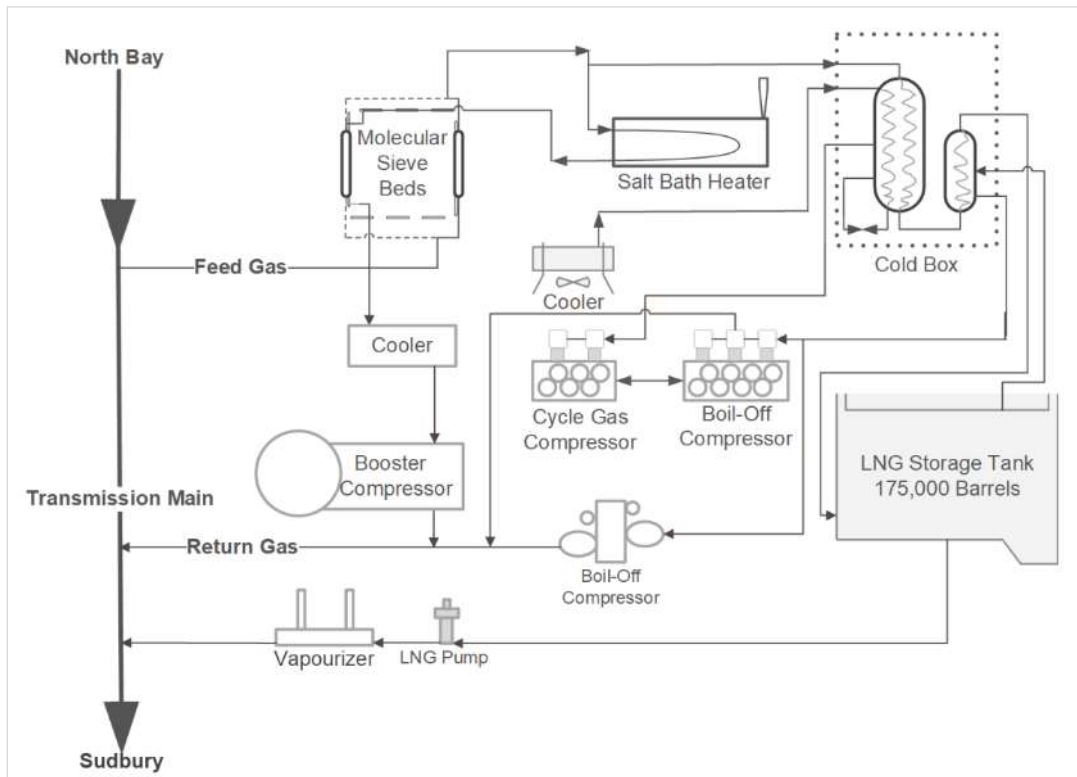 North Bay
Molecular
Sieve
Beds
Salt Bath Heater
Feed Gas
Cold Box
Cooler
Cooler
Cycle Gas
Compressor
Boil-Off
Compressor
Booster
Compressor
LNG Storage Tank
175,000 Barrels
Transmission Main
Return Gas
Boil-Off
Compressor
Vapourizer
LNG Pump
Sudbury